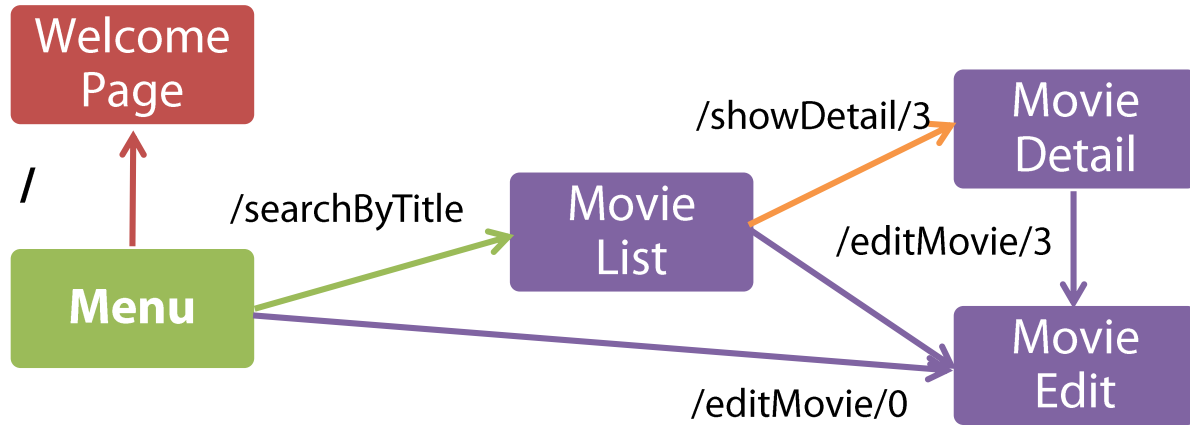 Welcome
Page
/
Menu
/searchByTitle
Movie
List
/showDetail/3
Movie
Detail
/editMovie/3
Movie
Edit
/editMovie/0